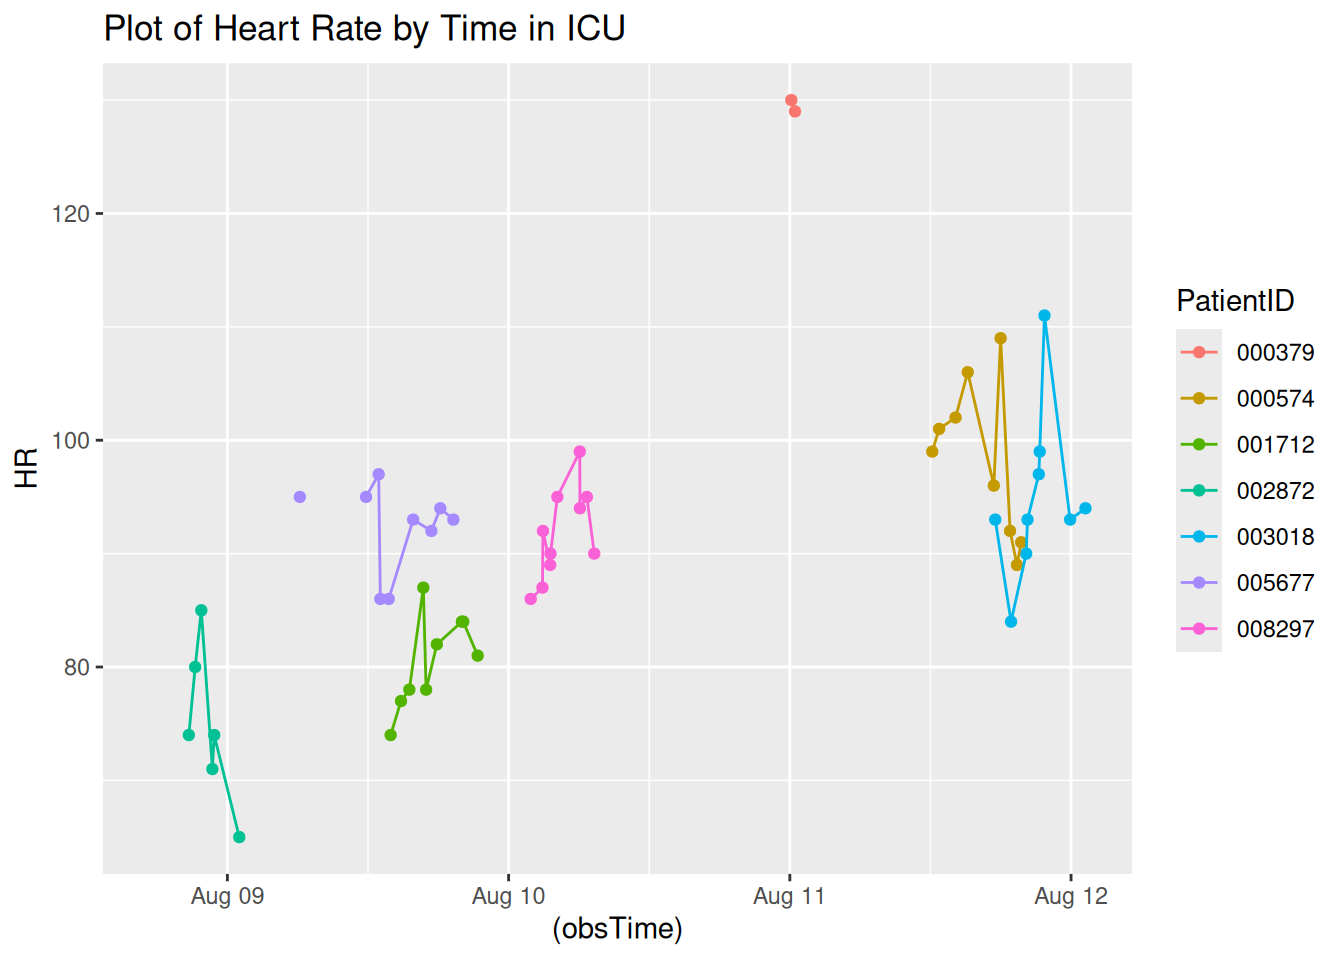 Plot of Heart Rate by Time in ICU
HR
120
100
80
Aug 09 Aug 10 Aug 11 Aug 12
(obsTime)
PatientID
000379
000574
001712
002872
003018
005677
008297